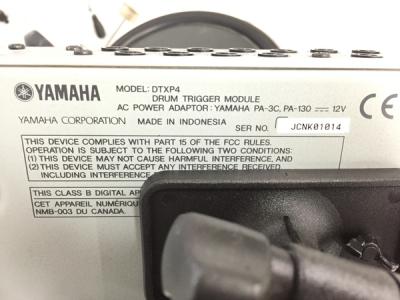 YAMAHA
MODEL: DTXP4
DRUM TRIGGER MODULE
AC POWER ADAPTOR: YAMAHA PA-3C, PA-130 ⎓ 12V
YAMAHA CORPORATION MADE IN INDONESIA
SER NO. JCNK01014
CE
THIS DEVICE COMPLIES WITH PART 15 OF THE FCC RULES.
OPERATION IS SUBJECT TO THE FOLLOWING TWO CONDITIONS:
(1) THIS DEVICE MAY NOT CAUSE HARMFUL INTERFERENCE, AND
(2) THIS DEVICE MUST ACCEPT ANY INTERFERENCE RECEIVED
INCLUDING INTERFERENCE
THIS CLASS B DIGITAL
CET APPAREIL NUMÉRIQUE
NMB-003 DU CANADA.